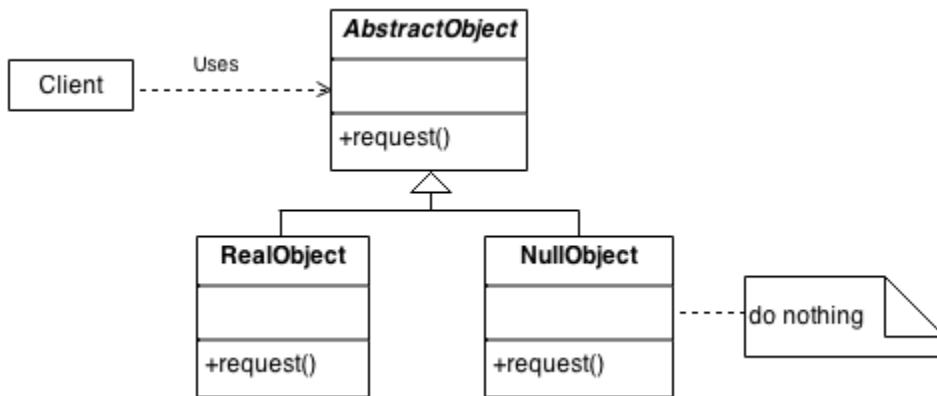 AbstractObject
Uses
Client
+request()
RealObject
NullObject
do nothing
+request()
+request()